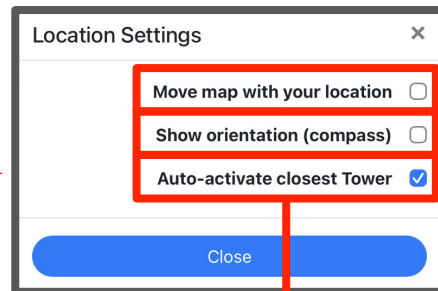 Location Settings
Move map with your location
Show orientation (compass)
Auto-activate closest Tower
Close